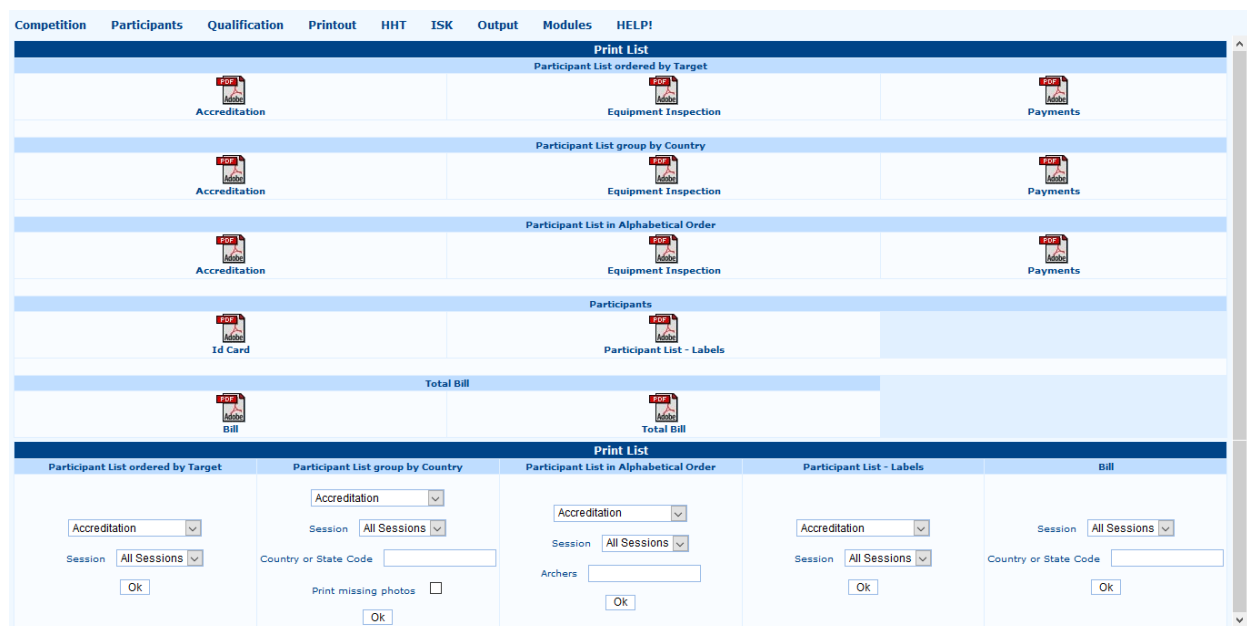 Competition Participants Qualification Printout HHT ISK Output Modules HELP!
Print List
Participant List ordered by Target
PDF Adobe PDF Adobe PDF Adobe
Accreditation Equipment Inspection Payments
Participant List group by Country
PDF Adobe PDF Adobe PDF Adobe
Accreditation Equipment Inspection Payments
Participant List in Alphabetical Order
PDF Adobe PDF Adobe PDF Adobe
Accreditation Equipment Inspection Payments
Participants
PDF Adobe PDF Adobe
Id Card Participant List - Labels
Total Bill
PDF Adobe PDF Adobe
Bill Total Bill
Print List
Participant List ordered by Target Participant List group by Country Participant List in Alphabetical Order Participant List - Labels Bill
Accreditation
Session All Sessions
Ok
Accreditation
Session All Sessions
Country or State Code
Print missing photos
Ok
Accreditation
Session All Sessions
Archers
Ok
Accreditation
Session All Sessions
Ok
Session All Sessions
Country or State Code
Ok